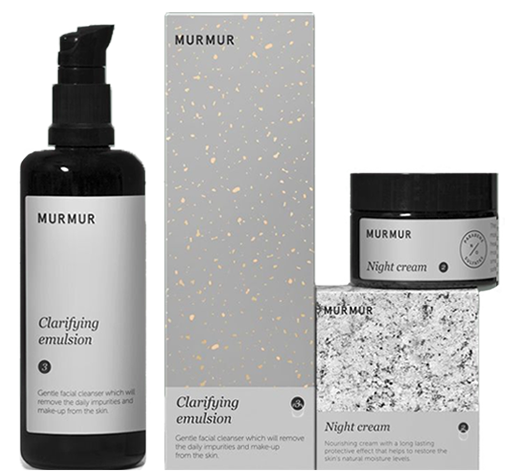 MURMUR
Clarifying
emulsion
3
Gentle facial cleanser which will
remove the daily impurities and
make-up from the skin.
MURMUR
Clarifying
emulsion
3
Gentle facial cleanser which will remove
the daily impurities and make-up from
the skin.
MURMUR
Night cream 2
MURMUR
Night cream 2
Nourishing cream with a long lasting
protective effect that helps to restore the
skin's natural moisture levels.